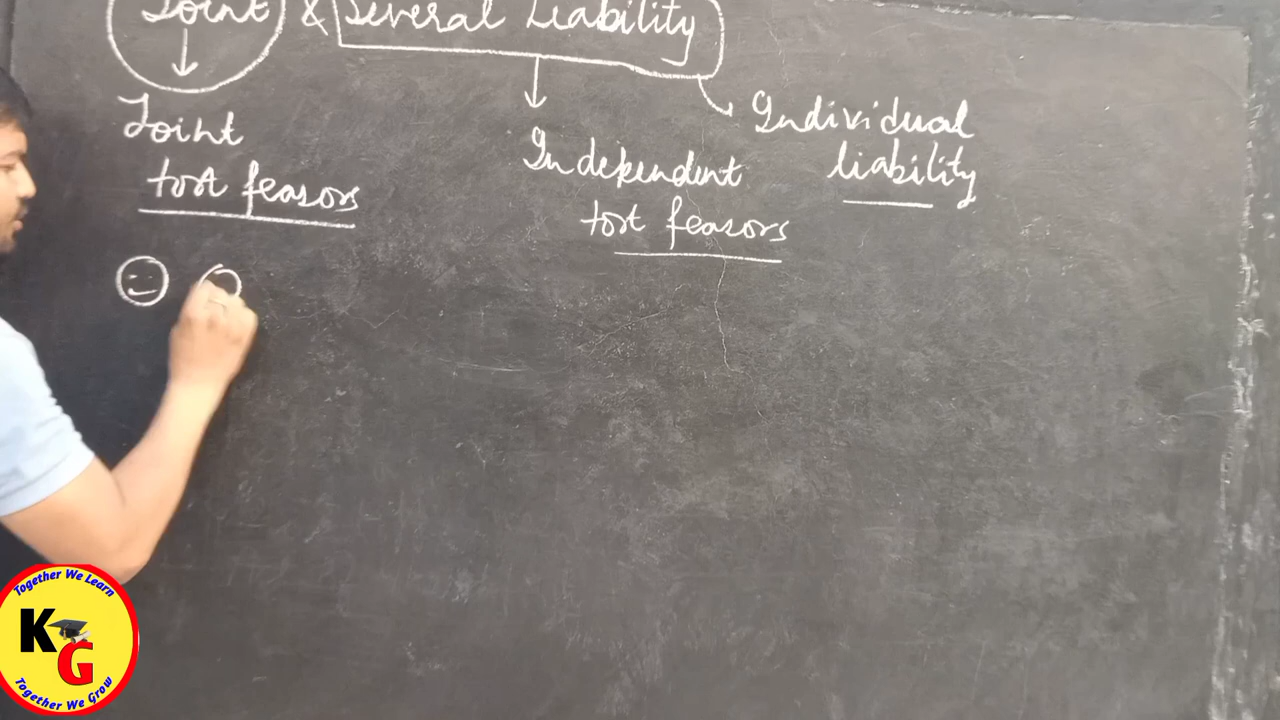 Joint & Several Liability
Joint
tort feasors
Independent
tort feasors
Individual
liability
Together We Learn
KG
Together We Grow